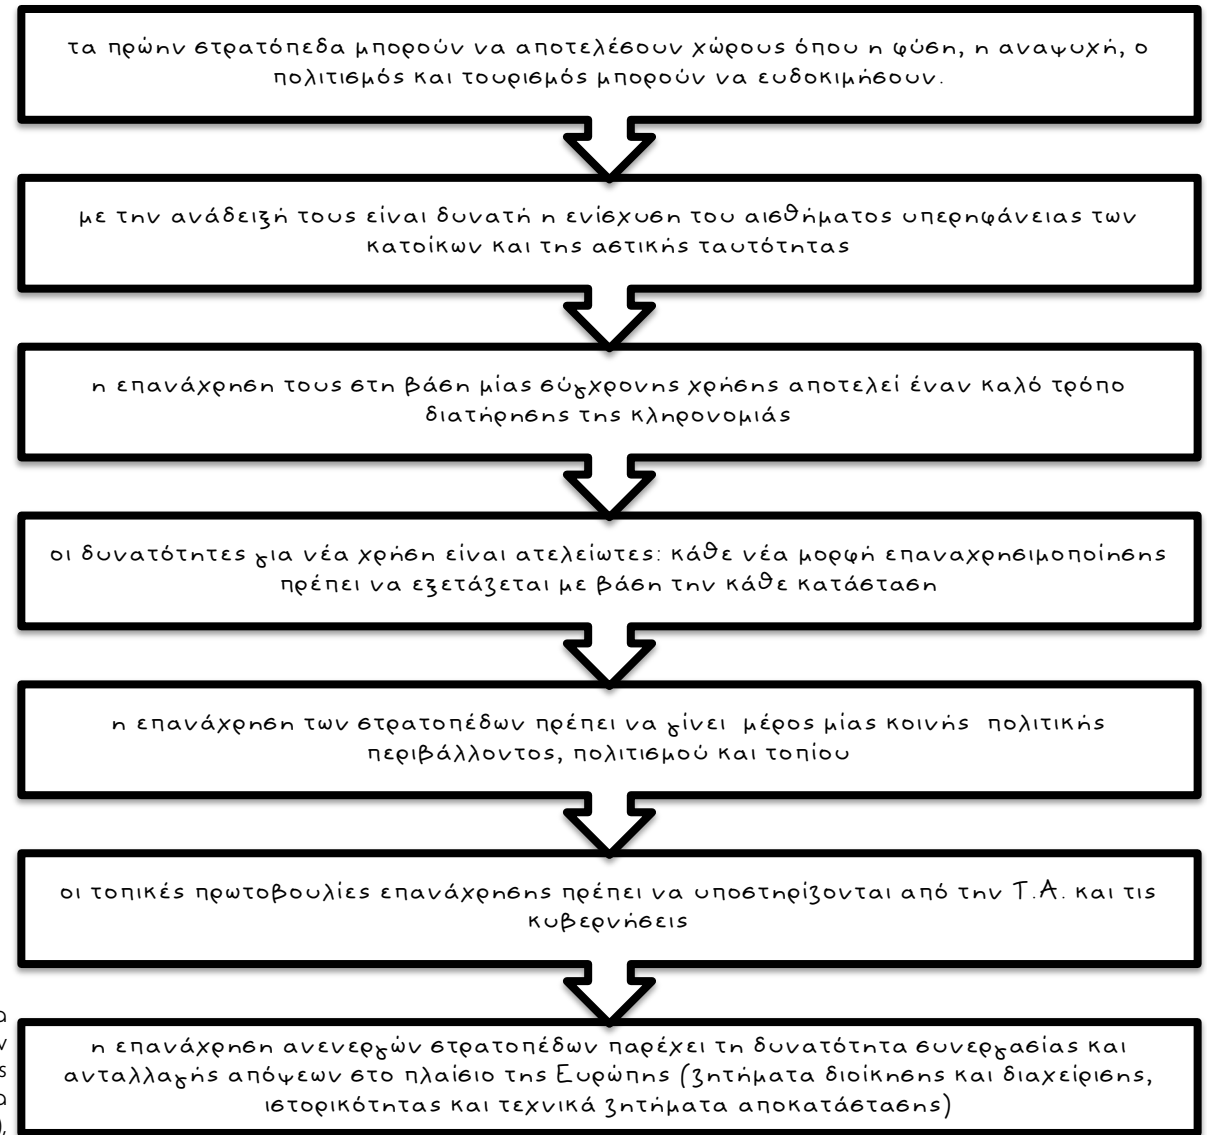 τα πρώην στρατόπεδα μπορούν να αποτελέσουν χώρους όπου η φύση, η αναψυχή, ο
πολιτισμός και τουρισμός μπορούν να ευδοκιμήσουν.
με την ανάδειξή τους είναι δυνατή η ενίσχυση του αισθήματος υπερηφάνειας των
κατοίκων και της αστικής ταυτότητας
η επανάχρηση τους στη βάση μίας σύγχρονης χρήσης αποτελεί έναν καλό τρόπο
διατήρησης της κληρονομιάς
οι δυνατότητες για νέα χρήση είναι ατελείωτες: κάθε νέα μορφή επαναχρησιμοποίησης
πρέπει να εξετάζεται με βάση την κάθε κατάσταση
η επανάχρηση των στρατοπέδων πρέπει να γίνει μέρος μίας κοινής πολιτικής
περιβάλλοντος, πολιτισμού και τοπίου
οι τοπικές πρωτοβουλίες επανάχρησης πρέπει να υποστηρίζονται από την Τ.Α. και τις
κυβερνήσεις
η επανάχρηση ανενεργών στρατοπέδων παρέχει τη δυνατότητα συνεργασίας και
ανταλλαγής απόψεων στο πλαίσιο της Ευρώπης (ζητήματα διοίκησης και διαχείρισης,
ιστορικότητας και τεχνικά ζητήματα αποκατάστασης)